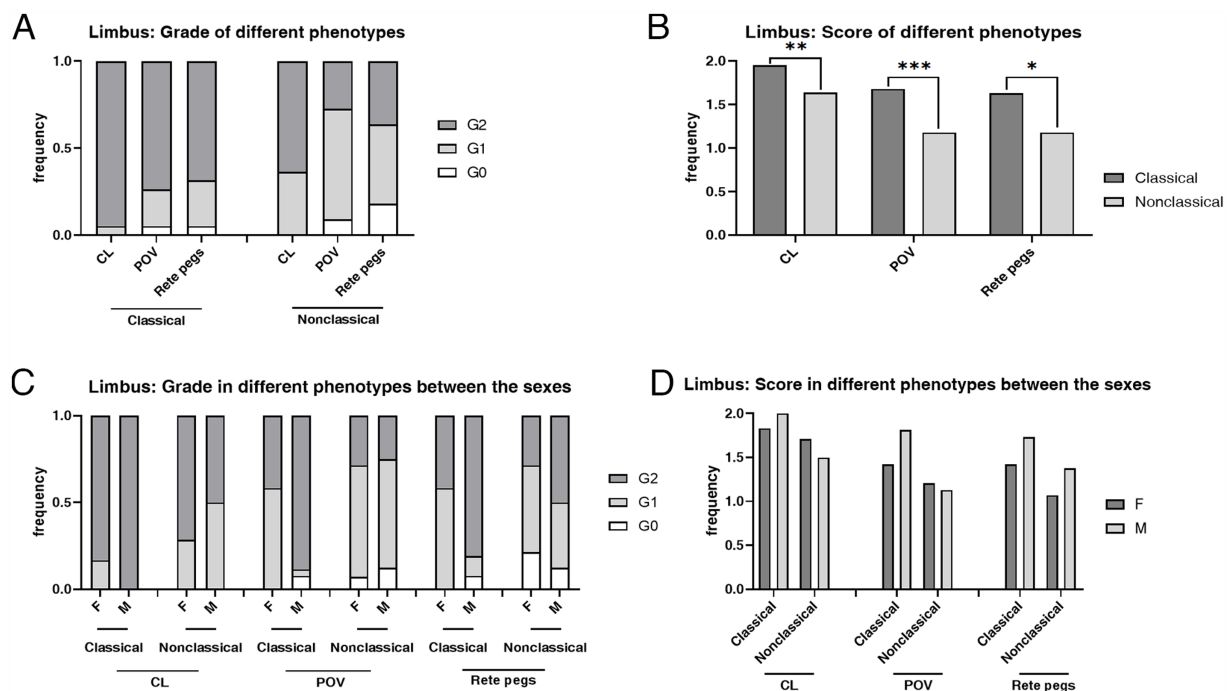 A
Limbus: Grade of different phenotypes
1.0
0.5
0.0
frequency
CL
POV
Rete pegs
CL
POV
Rete pegs
Classical
Nonclassical
G2
G1
G0
B
Limbus: Score of different phenotypes
**
***
*
2.0
1.5
1.0
0.5
0.0
frequency
CL
POV
Rete pegs
Classical
Nonclassical
C
Limbus: Grade in different phenotypes between the sexes
1.0
0.5
0.0
frequency
F M F M F M F M F M F M
Classical Nonclassical Classical Nonclassical Classical Nonclassical
CL POV Rete pegs
G2
G1
G0
D
Limbus: Score in different phenotypes between the sexes
2.0
1.5
1.0
0.5
0.0
frequency
Classical
Nonclassical
Classical
Nonclassical
Classical
Nonclassical
CL POV Rete pegs
F
M